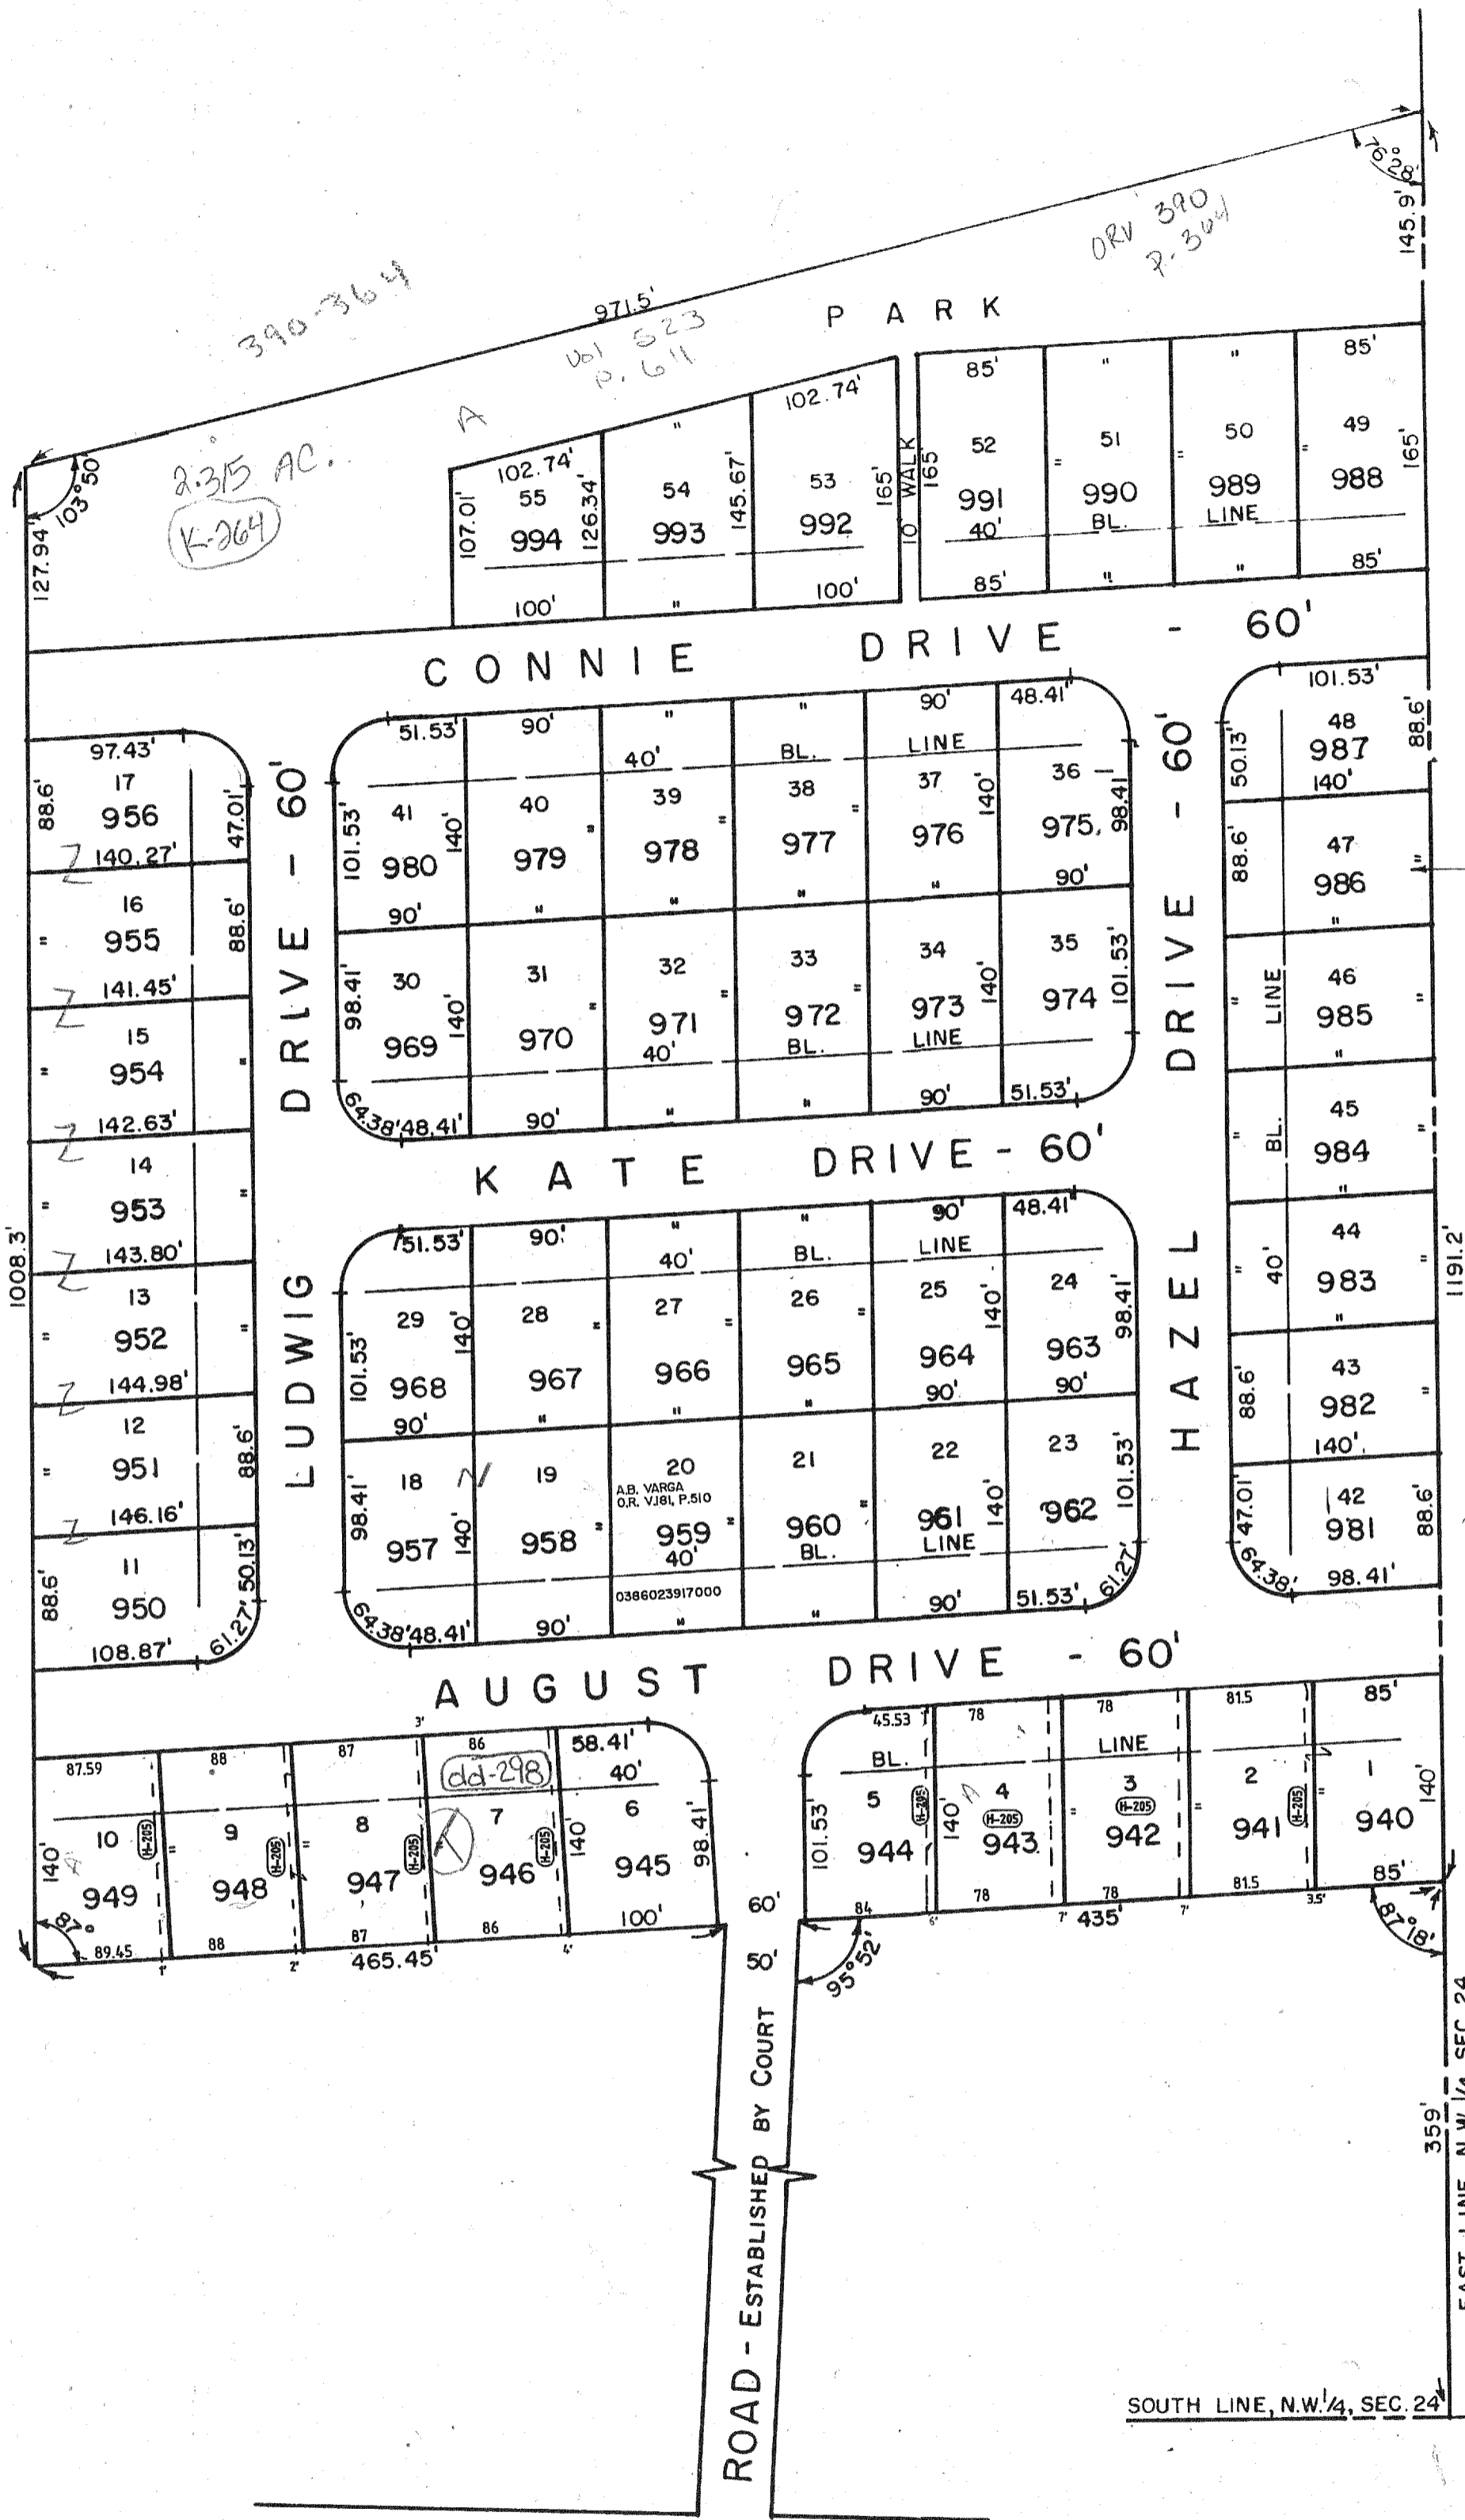 76°28'
145.9'
ORV 390
P. 364
390-364
971.5'
PARK
Vol 523
P. 611
A
2.315 AC.
K-264
103°50'
127.94'
107.01' 102.74' 55 994 126.34' 100'
" 54 993 145.67' "
102.74' 53 992 165' 100'
10' WALK
165' 85' 52 991 40' 85'
" 51 = 990 BL. "
" 50 = 989 LINE "
85' 49 = 988 165' 85'
CONNIE DRIVE - 60'
97.43' 17 88.6' 956 47.01' 140.27'
16 " 955 88.6' 141.45'
15 " 954 " 142.63'
14 " 953 " 143.80'
13 " 952 " 144.98'
12 " 951 88.6' 146.16'
11 88.6' 950 50.13' 61.27' 108.87'
1008.3'
LUDWIG DRIVE - 60'
51.53' 90' " " 90' 48.41'
40' BL. LINE
41 40 39 38 37 36
101.53' 140' " " " 140' 98.41'
980 979 978 977 976 975
90' " " " " 90'
30 31 32 33 34 35
98.41' 140' " " " 140' 101.53'
969 970 971 972 973 974
40' BL. LINE
64.38' 48.41' 90' " " 90' 51.53'
KATE DRIVE - 60'
51.53' 90' " " 90' 48.41'
40' BL. LINE
29 28 27 26 25 24
101.53' 140' " " " 140' 98.41'
968 967 966 965 964 963
90' " " " 90' 90'
18 N 19 20 21 22 23
A.B. VARGA
O.R. V.181, P.510
98.41' 140' " " " 140' 101.53'
957 958 959 960 961 962
40' BL. LINE
0386023917000
64.38' 48.41' 90' " " 90' 51.53' 61.27'
HAZEL DRIVE - 60'
101.53' 48 50.13' 987 88.6' 140'
47 88.6' 986 " "
46 " 985 " "
45 " 984 " "
44 " 983 " "
43 88.6' 982 " 140'
42 47.01' 981 88.6' 64.38' 98.41'
40' BL. LINE
1191.2'
AUGUST DRIVE - 60'
87.59 88 87 3' 86 58.41'
dd-298 40'
10 9 8 7 6
H-205 H-205 H-205 H-205
140' = = 140' 98.41'
949 948 947 946 945
87°
89.45 1' 88 2' 87 86 4' 100'
465.45'
60'
50'
45.53 78 78 81.5 85'
BL. LINE
5 4 3 2 1
H-205 H-205 H-205 H-205
101.53' 140' = = = 140'
944 943 942 941 940
84 6' 78 7' 78 7' 81.5 3.5' 85'
435'
95°52'
87°18'
ROAD - ESTABLISHED BY COURT
359'
EAST LINE, N.W.1/4, SEC. 24
SOUTH LINE, N.W.1/4, SEC. 24